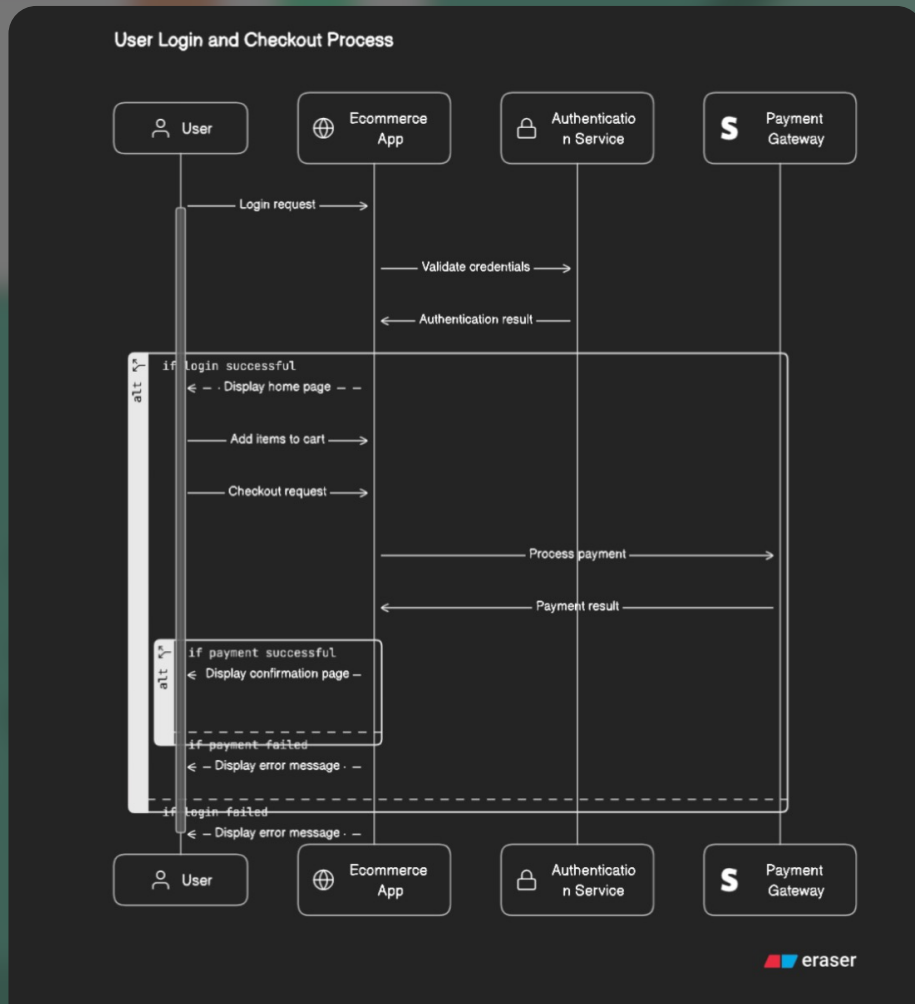 User Login and Checkout Process
User
Ecommerce
App
Authenticatio
n Service
S
Payment
Gateway
Login request
Validate credentials
Authentication result
alt
if login successful
Display home page
Add items to cart
Checkout request
Process payment
Payment result
alt
if payment successful
Display confirmation page
if payment failed
Display error message
if login failed
Display error message
User
Ecommerce
App
Authenticatio
n Service
S
Payment
Gateway
eraser